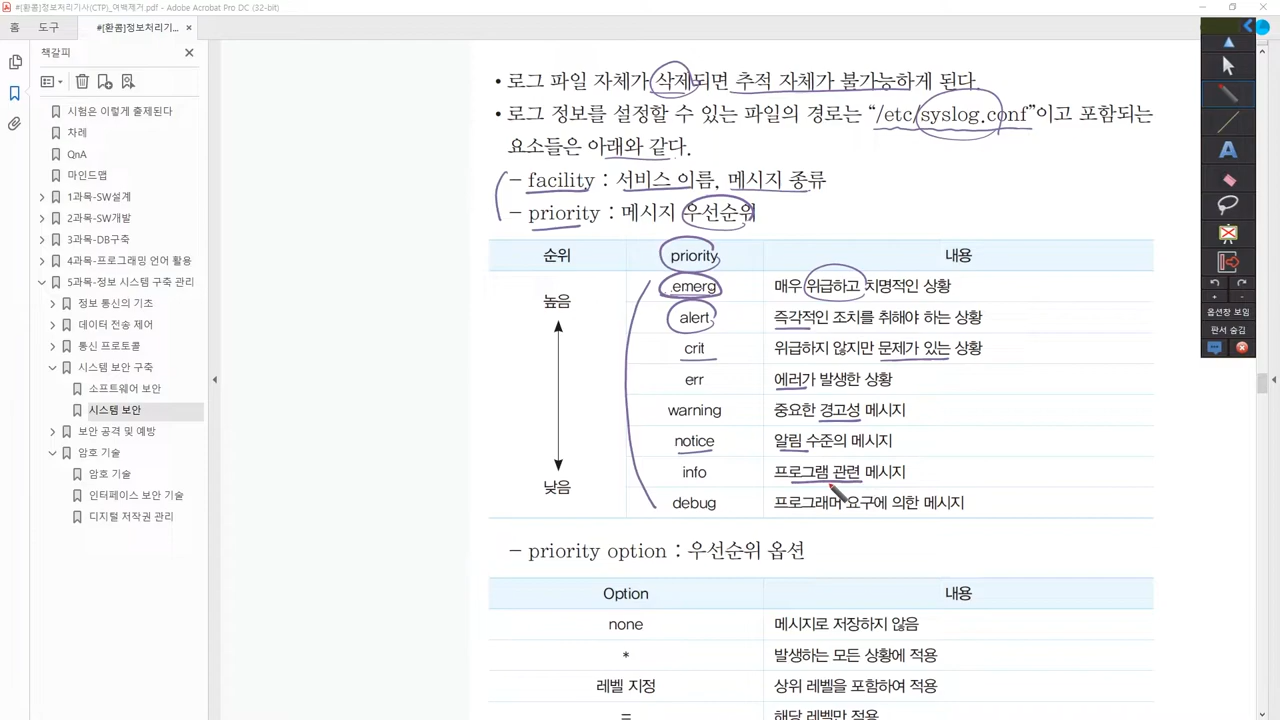 #[환콤]정보처리기사(CTP)_여백제거.pdf - Adobe Acrobat Pro DC (32-bit)
홈 도구 #[환콤]정보처리기... ×
책갈피
시험은 이렇게 출제된다
차례
QnA
마인드맵
1과목-SW설계
2과목-SW개발
3과목-DB구축
4과목-프로그래밍 언어 활용
5과목-정보 시스템 구축 관리
정보 통신의 기초
데이터 전송 제어
통신 프로토콜
시스템 보안 구축
소프트웨어 보안
시스템 보안
보안 공격 및 예방
암호 기술
암호 기술
인터페이스 보안 기술
디지털 저작권 관리
• 로그 파일 자체가 삭제되면 추적 자체가 불가능하게 된다.
• 로그 정보를 설정할 수 있는 파일의 경로는 “/etc/syslog.conf”이고 포함되는
요소들은 아래와 같다.
- facility : 서비스 이름, 메시지 종류
- priority : 메시지 우선순위
순위 priority 내용
높음
emerg 매우 위급하고 치명적인 상황
alert 즉각적인 조치를 취해야 하는 상황
crit 위급하지 않지만 문제가 있는 상황
err 에러가 발생한 상황
warning 중요한 경고성 메시지
notice 알림 수준의 메시지
info 프로그램 관련 메시지
낮음
debug 프로그래머 요구에 의한 메시지
- priority option : 우선순위 옵션
Option 내용
none 메시지로 저장하지 않음
* 발생하는 모든 상황에 적용
레벨 지정 상위 레벨을 포함하여 적용
= 해당 레벨만 적용
A
옵션창 보임
판서 숨김